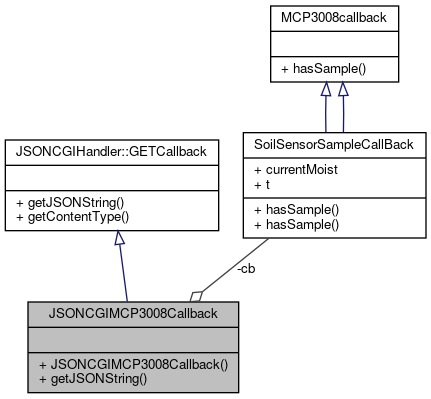 MCP3008callback
+ hasSample()
JSONCGIHandler::GETCallback
+ getJSONString()
+ getContentType()
SoilSensorSampleCallBack
+ currentMoist
+ t
+ hasSample()
+ hasSample()
-cb
JSONCGIMCP3008Callback
+ JSONCGIMCP3008Callback()
+ getJSONString()